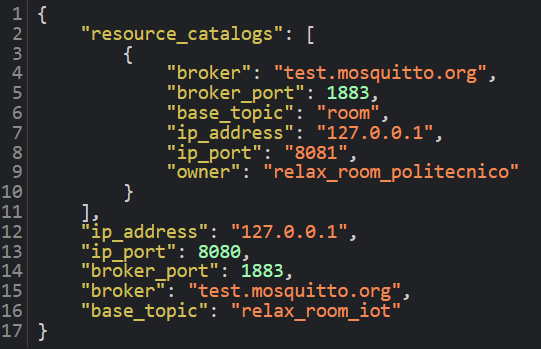 1 {
2     "resource_catalogs": [
3         {
4             "broker": "test.mosquitto.org",
5             "broker_port": 1883,
6             "base_topic": "room",
7             "ip_address": "127.0.0.1",
8             "ip_port": "8081",
9             "owner": "relax_room_politecnico"
10         }
11     ],
12     "ip_address": "127.0.0.1",
13     "ip_port": 8080,
14     "broker_port": 1883,
15     "broker": "test.mosquitto.org",
16     "base_topic": "relax_room_iot"
17 }